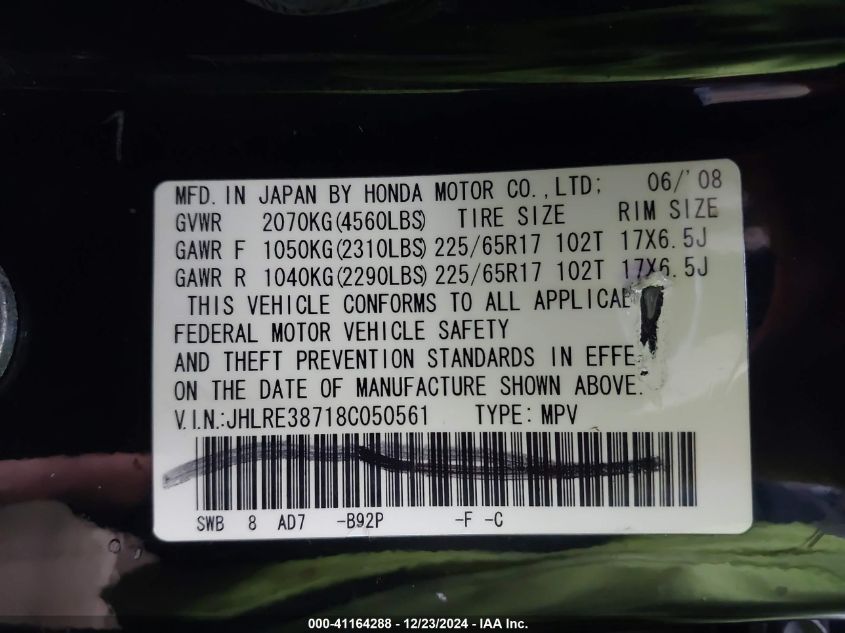 MFD. IN JAPAN BY HONDA MOTOR CO., LTD; 06/'08
GVWR 2070KG(4560LBS) TIRE SIZE RIM SIZE
GAWR F 1050KG(2310LBS) 225/65R17 102T 17X6.5J
GAWR R 1040KG(2290LBS) 225/65R17 102T 17X6.5J
THIS VEHICLE CONFORMS TO ALL
FEDERAL MOTOR VEHICLE SAFETY
AND THEFT PREVENTION STANDARDS IN
ON THE DATE OF MANUFACTURE SHOWN ABOVE.
V.I.N.:JHLRE38718C050561 TYPE: MPV
SWB 8 AD7 -B92P -F -C
000-41164288 - 12/23/2024 - IAA Inc.